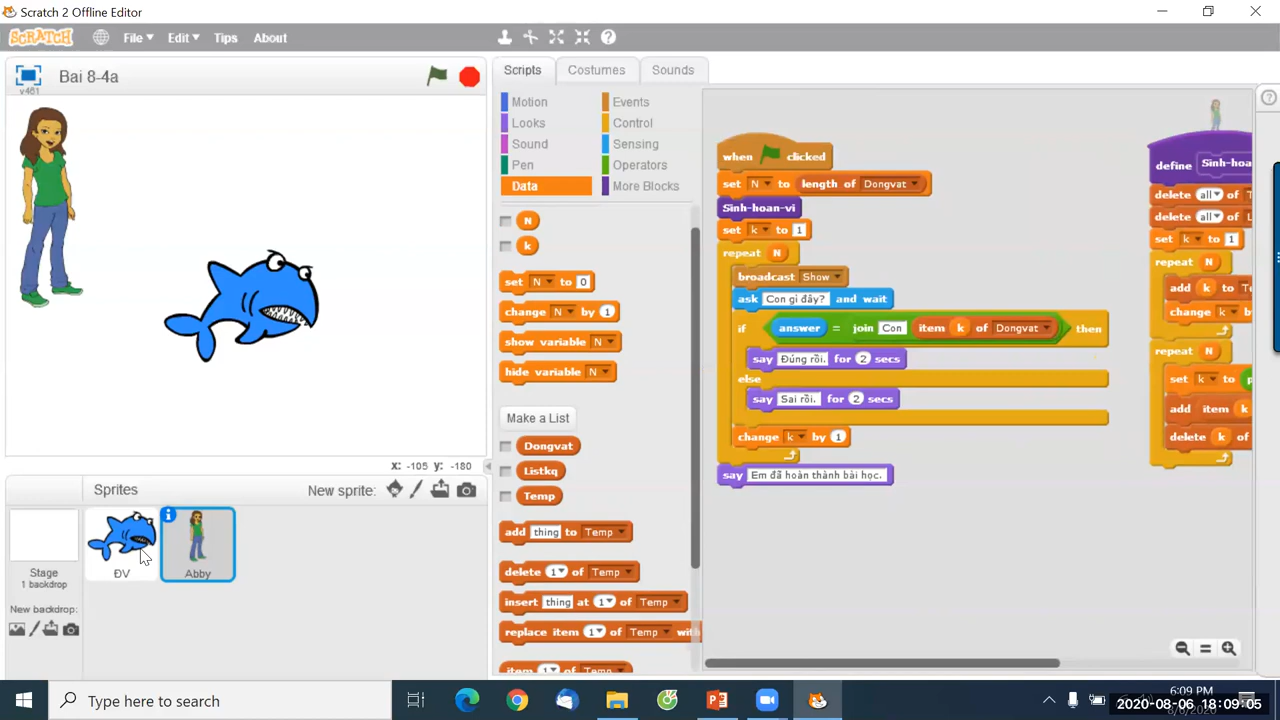 Scratch 2 Offline Editor
SCRATCH File Edit Tips About
v461 Bai 8-4a
Scripts Costumes Sounds
Motion Events
Looks Control
Sound Sensing
Pen Operators
Data More Blocks
N
k
set N to 0
change N by 1
show variable N
hide variable N
Make a List
Dongvat
Listkq
Temp
add thing to Temp
delete 1 of Temp
insert thing at 1 of Temp
replace item 1 of Temp
item 1 of Temp
when clicked
set N to length of Dongvat
Sinh-hoan-vi
set k to 1
repeat N
broadcast Show
ask Con gì đây? and wait
if answer = join Con item k of Dongvat then
say Đúng rồi. for 2 secs
else
say Sai rồi. for 2 secs
change k by 1
say Em đã hoàn thành bài học.
define Sinh-hoa
delete all of
delete all of
set k to 1
repeat N
add k to
change k
repeat N
set k to
add item k
delete k of
x: -105 y: -180
Sprites New sprite:
Stage
1 backdrop
New backdrop:
ĐV
Abby
Type here to search
6:09 PM
2020-08-06 18:09:05